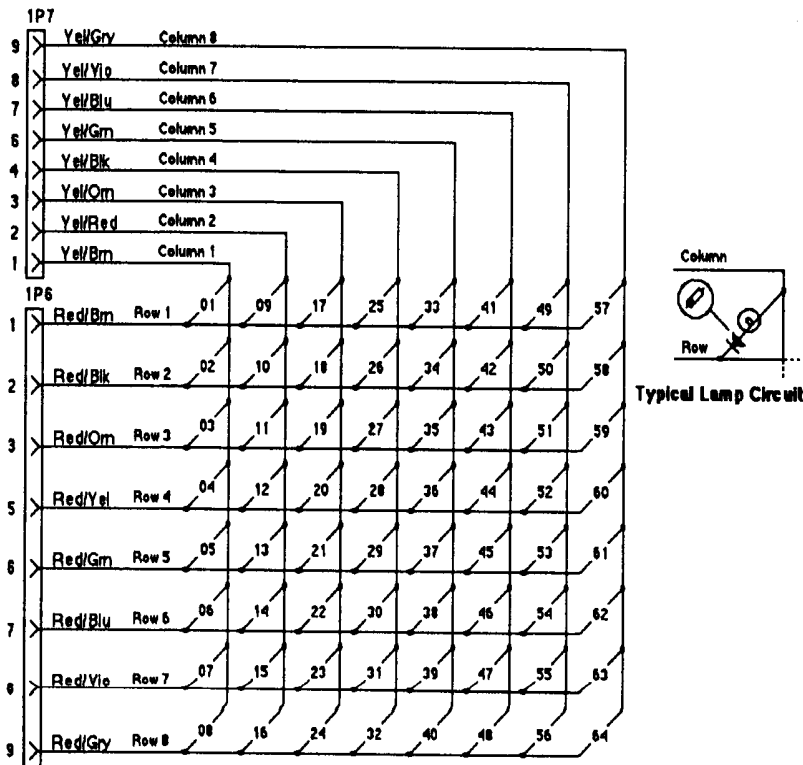 1P7
9 Yel/Gry Column 8
8 Yel/Vio Column 7
7 Yel/Blu Column 6
6 Yel/Grn Column 5
4 Yel/Blk Column 4
3 Yel/Orn Column 3
2 Yel/Red Column 2
1 Yel/Brn Column 1
1P6
1 Red/Brn Row 1 01 09 17 25 33 41 49 57
2 Red/Blk Row 2 02 10 18 26 34 42 50 58
3 Red/Orn Row 3 03 11 19 27 35 43 51 59
5 Red/Yel Row 4 04 12 20 28 36 44 52 60
6 Red/Grn Row 5 05 13 21 29 37 45 53 61
7 Red/Blu Row 6 06 14 22 30 38 46 54 62
8 Red/Vio Row 7 07 15 23 31 39 47 55 63
9 Red/Gry Row 8 08 16 24 32 40 48 56 64
Column
Row
Typical Lamp Circuit